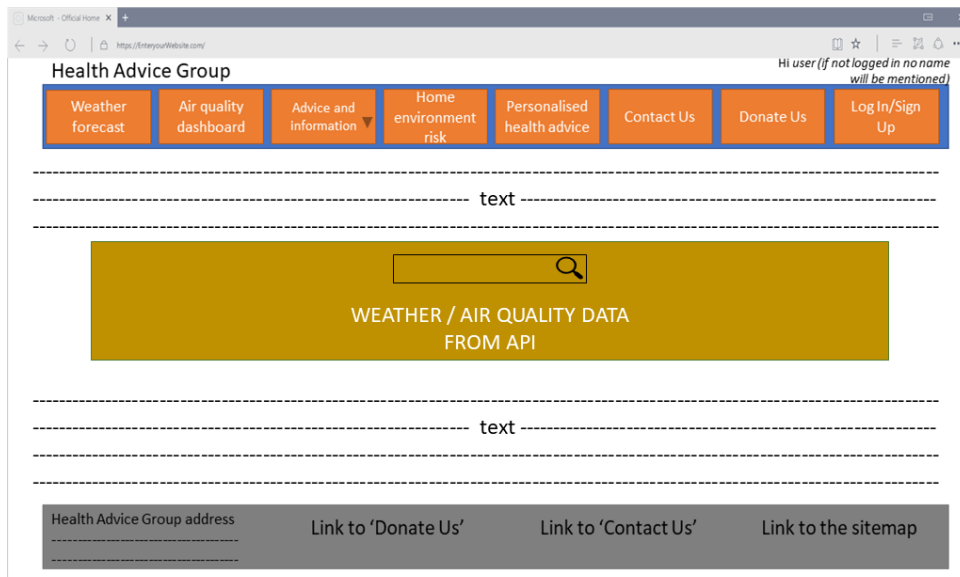 Microsoft - Official Home
https://EnteryourWebsite.com/
Health Advice Group
Hi user (if not logged in no name
will be mentioned)
Weather
forecast
Air quality
dashboard
Advice and
information
Home
environment
risk
Personalised
health advice
Contact Us
Donate Us
Log In/Sign
Up
text
WEATHER / AIR QUALITY DATA
FROM API
text
Health Advice Group address
Link to ‘Donate Us’
Link to ‘Contact Us’
Link to the sitemap